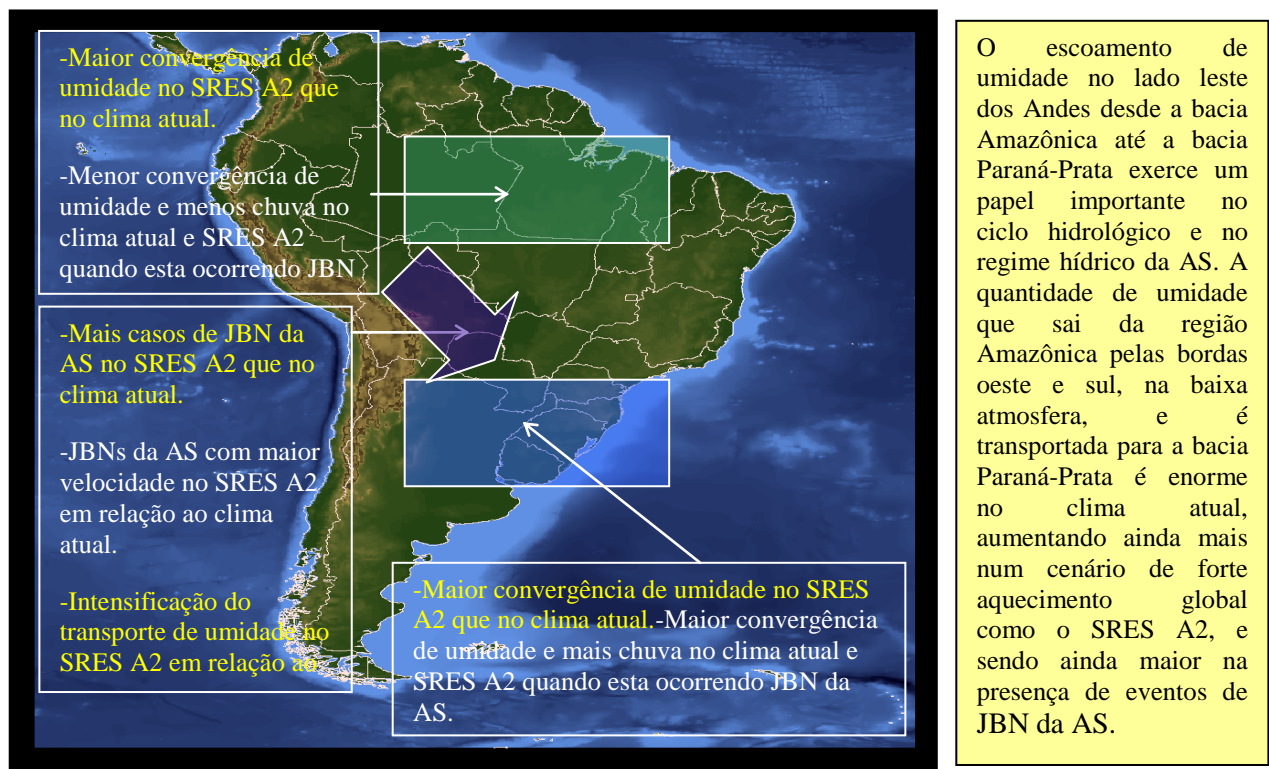 -Maior convergência de
umidade no SRES A2 que
no clima atual.
-Menor convergência de
umidade e menos chuva no
clima atual e SRES A2
quando esta ocorrendo JBN
-Mais casos de JBN da
AS no SRES A2 que no
clima atual.
-JBNs da AS com maior
velocidade no SRES A2
em relação ao clima
atual.
-Intensificação do
transporte de umidade no
SRES A2 em relação ao
-Maior convergência de umidade no SRES
A2 que no clima atual.-Maior convergência
de umidade e mais chuva no clima atual e
SRES A2 quando esta ocorrendo JBN da
AS.
O escoamento de
umidade no lado leste
dos Andes desde a bacia
Amazônica até a bacia
Paraná-Prata exerce um
papel importante no
ciclo hidrológico e no
regime hídrico da AS. A
quantidade de umidade
que sai da região
Amazônica pelas bordas
oeste e sul, na baixa
atmosfera, e é
transportada para a bacia
Paraná-Prata é enorme
no clima atual,
aumentando ainda mais
num cenário de forte
aquecimento global
como o SRES A2, e
sendo ainda maior na
presença de eventos de
JBN da AS.